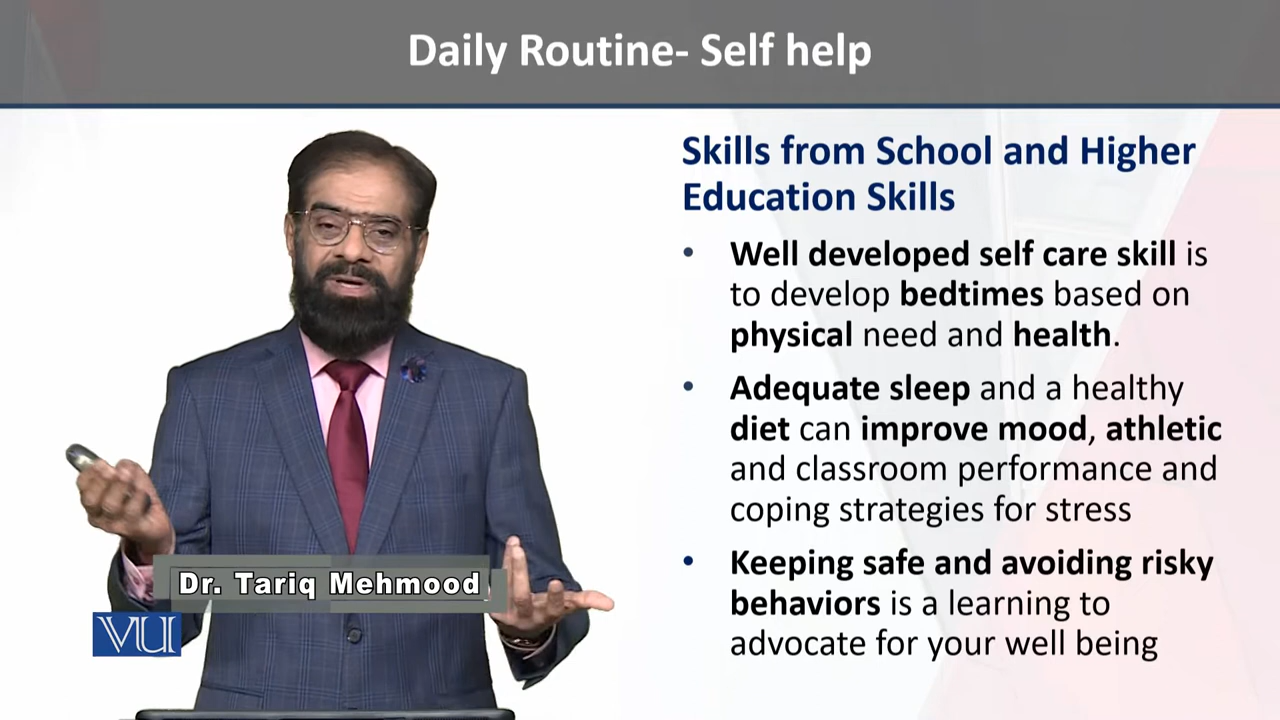 Daily Routine- Self help
Skills from School and Higher
Education Skills
• Well developed self care skill is
to develop bedtimes based on
physical need and health.
• Adequate sleep and a healthy
diet can improve mood, athletic
and classroom performance and
coping strategies for stress
• Keeping safe and avoiding risky
behaviors is a learning to
advocate for your well being
Dr. Tariq Mehmood
VU